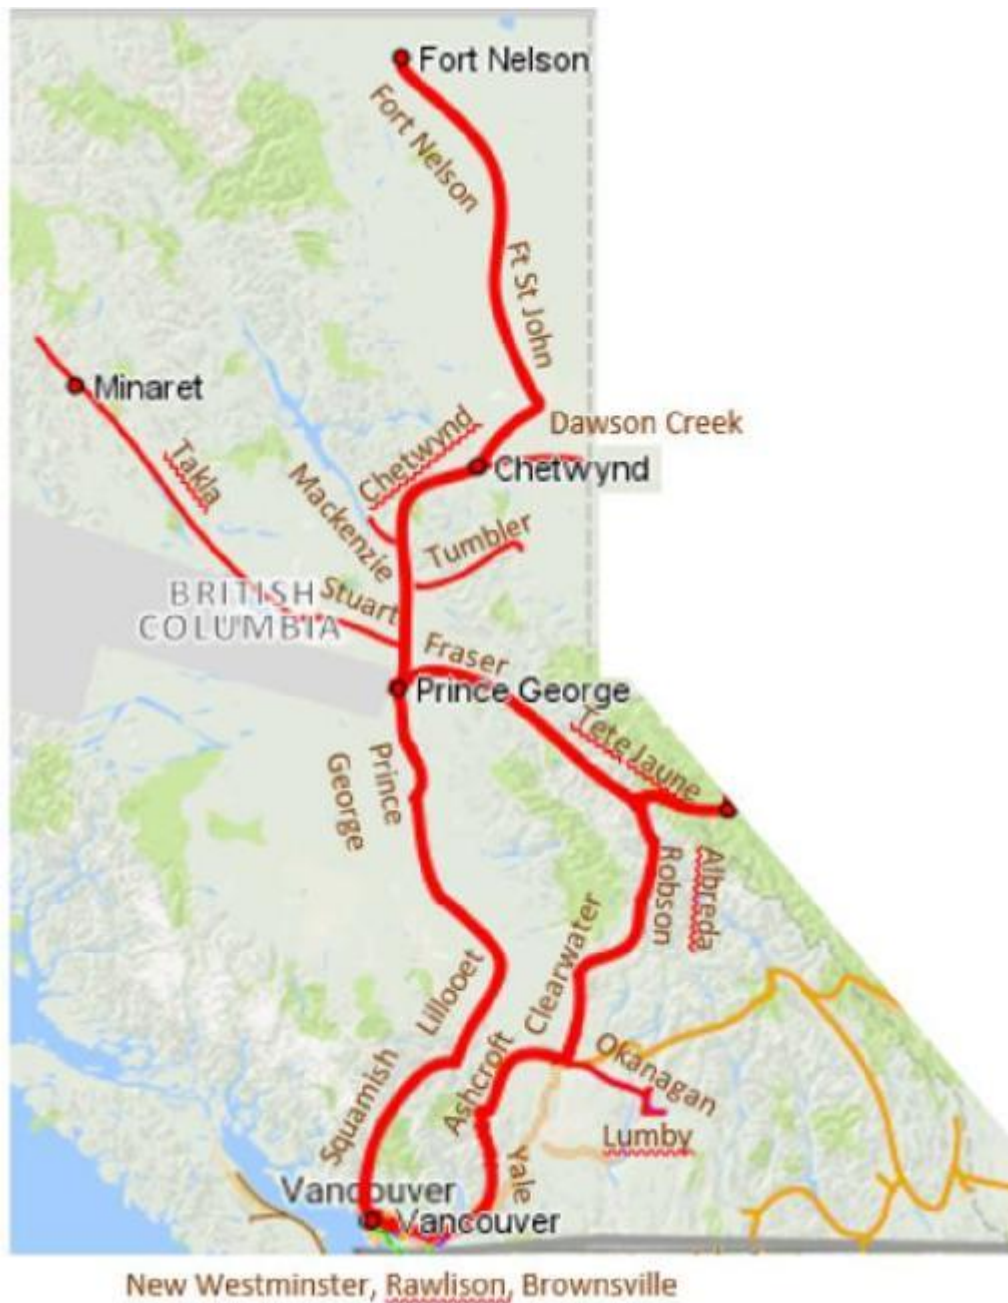 Fort Nelson
Fort Nelson
Ft St John
Minaret
Dawson Creek
Chetwynd
Chetwynd
Takla
Mackenzie
Tumbler
BRITISH
COLUMBIA
Stuart
Fraser
Prince George
Tete Jaune
Prince
George
Robson
Albreda
Clearwater
Lillooet
Ashcroft
Okanagan
Squamish
Lumby
Yale
Vancouver
Vancouver
New Westminster, Rawlison, Brownsville